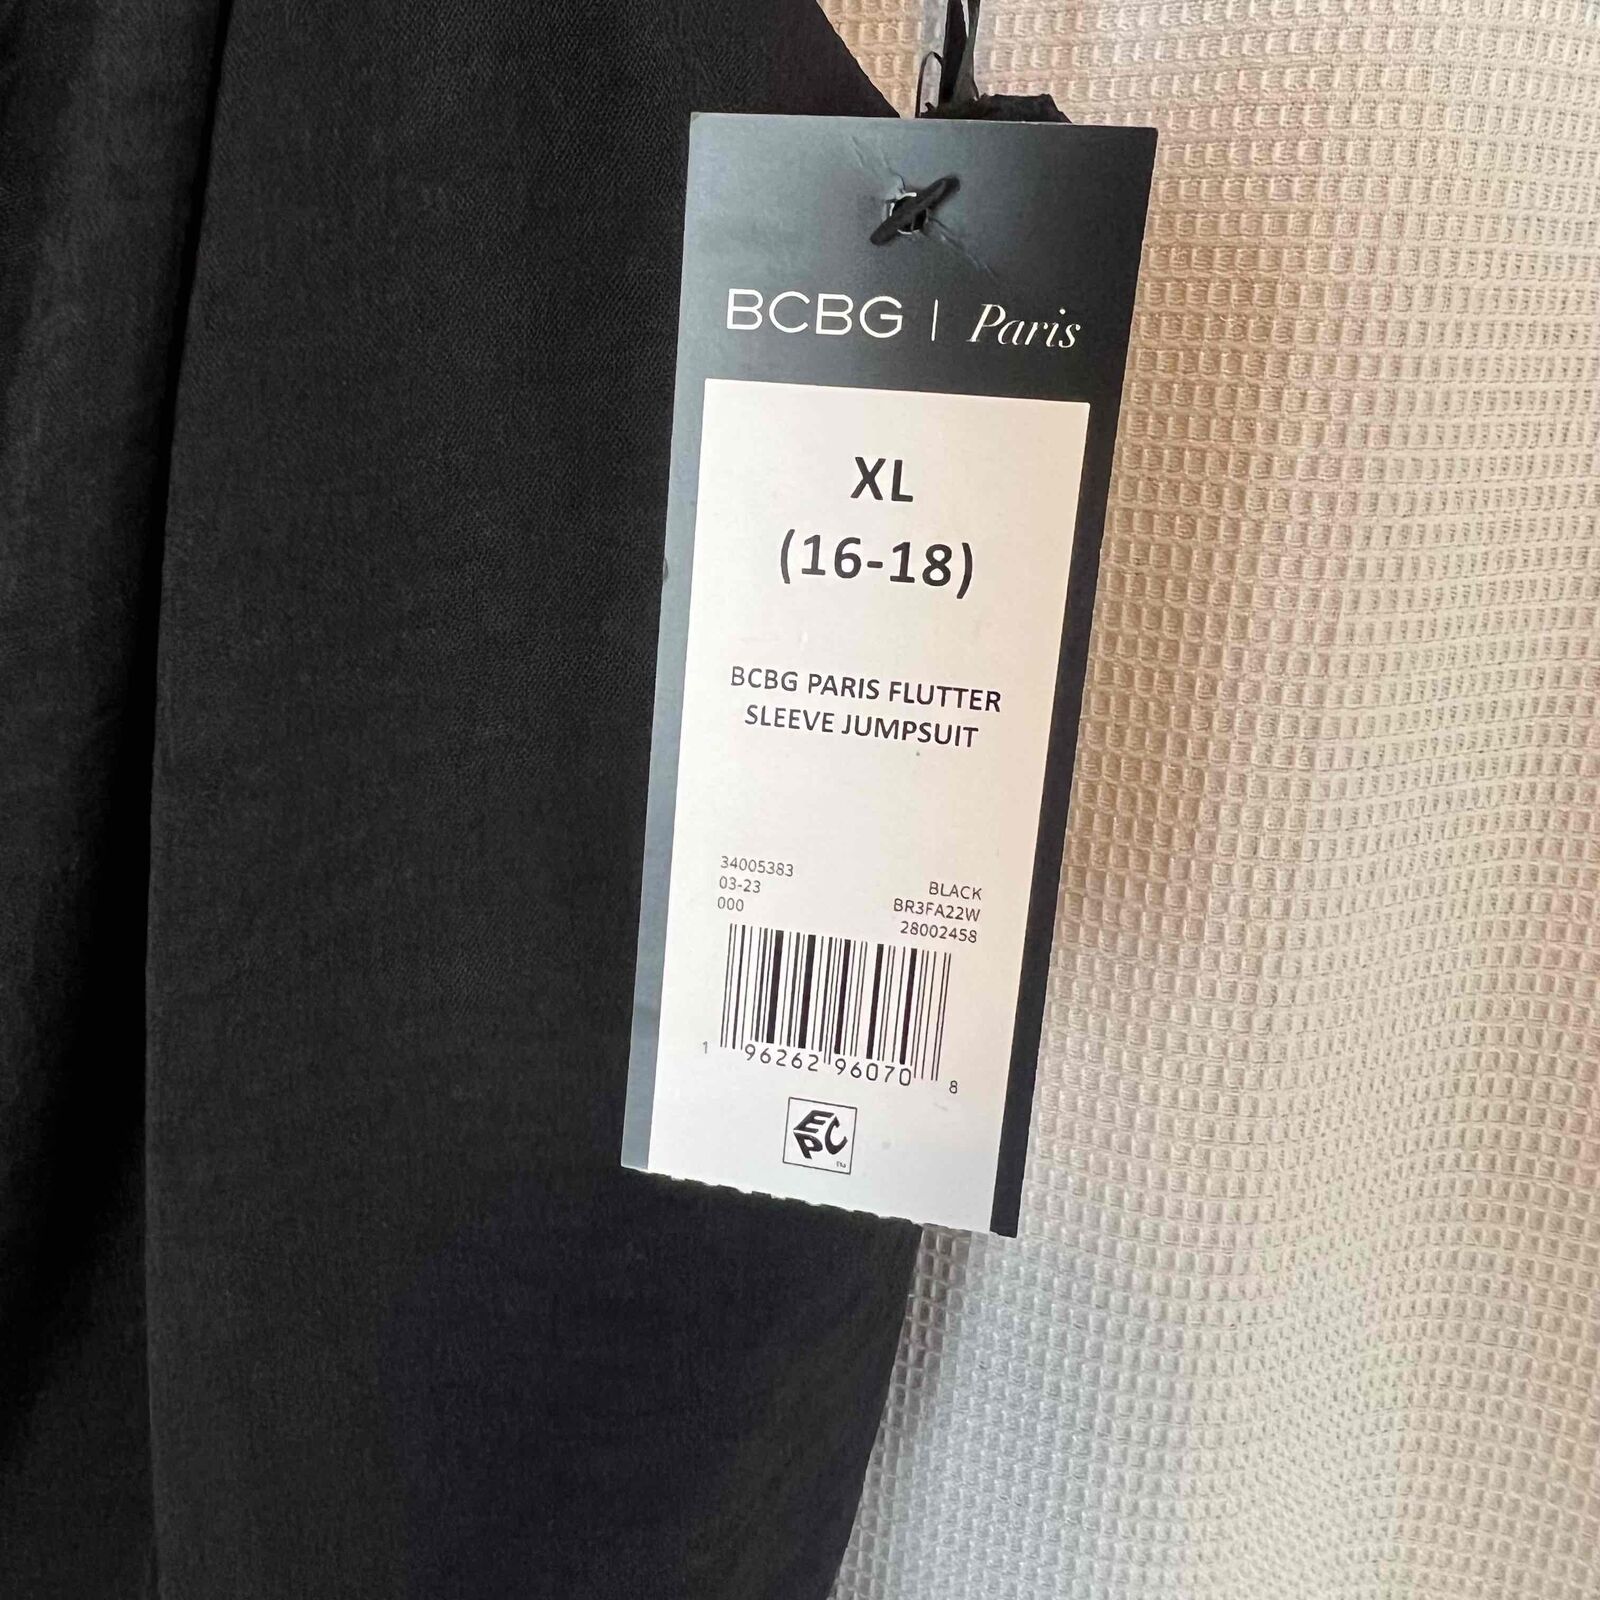 BCBG | Paris
XL
(16-18)
BCBG PARIS FLUTTER
SLEEVE JUMPSUIT
34005383
03-23
000
BLACK
BR3FA22W
28002458
1 96262 96070 8
EPC
TM